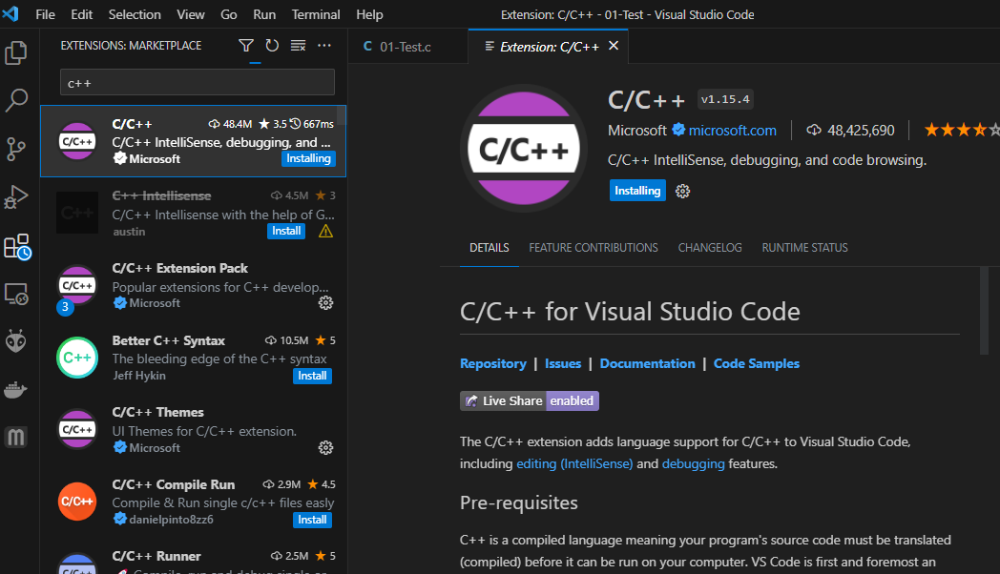 File Edit Selection View Go Run Terminal Help
Extension: C/C++ - 01-Test - Visual Studio Code
EXTENSIONS: MARKETPLACE
c++
C/C++ 48.4M 3.5 667ms
C/C++ IntelliSense, debugging, and ...
Microsoft Installing
C++ Intellisense 4.5M 3
C/C++ Intellisense with the help of G...
austin Install
C/C++ Extension Pack
Popular extensions for C++ develop...
Microsoft
3
Better C++ Syntax 10.5M 5
The bleeding edge of the C++ syntax
Jeff Hykin Install
C/C++ Themes
UI Themes for C/C++ extension.
Microsoft
C/C++ Compile Run 2.9M 4.5
Compile & Run single c/c++ files easily
danielpinto8zz6 Install
C/C++ Runner 2.5M 5
C/C++
C++
C/C++
C++
C/C++
C/C++
C 01-Test.c
Extension: C/C++
C/C++
C/C++ v1.15.4
Microsoft microsoft.com 48,425,690
C/C++ IntelliSense, debugging, and code browsing.
Installing
DETAILS FEATURE CONTRIBUTIONS CHANGELOG RUNTIME STATUS
C/C++ for Visual Studio Code
Repository | Issues | Documentation | Code Samples
Live Share enabled
The C/C++ extension adds language support for C/C++ to Visual Studio Code,
including editing (IntelliSense) and debugging features.
Pre-requisites
C++ is a compiled language meaning your program's source code must be translated
(compiled) before it can be run on your computer. VS Code is first and foremost an